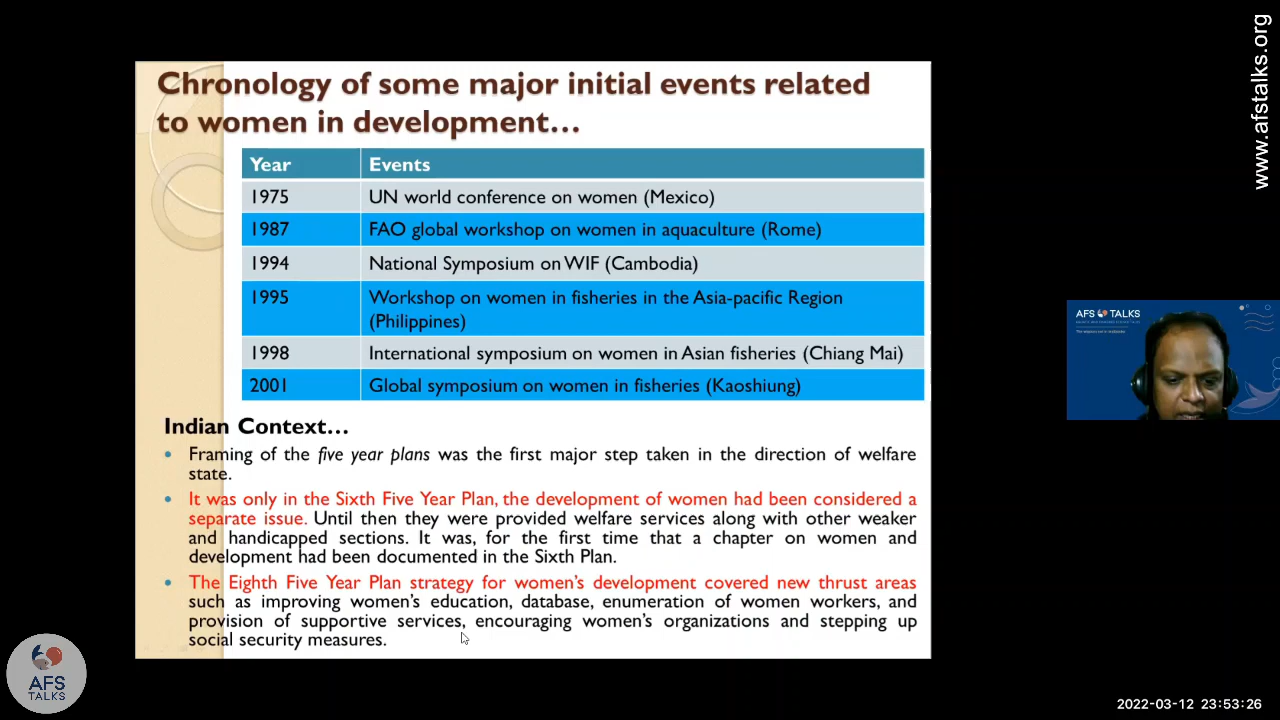 www.afstalks.org
Chronology of some major initial events related
to women in development...
Year Events
1975 UN world conference on women (Mexico)
1987 FAO global workshop on women in aquaculture (Rome)
1994 National Symposium on WIF (Cambodia)
1995 Workshop on women in fisheries in the Asia-pacific Region
(Philippines)
1998 International symposium on women in Asian fisheries (Chiang Mai)
2001 Global symposium on women in fisheries (Kaoshiung)
Indian Context...
• Framing of the five year plans was the first major step taken in the direction of welfare
state.
• It was only in the Sixth Five Year Plan, the development of women had been considered a
separate issue. Until then they were provided welfare services along with other weaker
and handicapped sections. It was, for the first time that a chapter on women and
development had been documented in the Sixth Plan.
• The Eighth Five Year Plan strategy for women's development covered new thrust areas
such as improving women's education, database, enumeration of women workers, and
provision of supportive services, encouraging women's organizations and stepping up
social security measures.
AFS TALKS
AFS
TALKS
2022-03-12 23:53:26